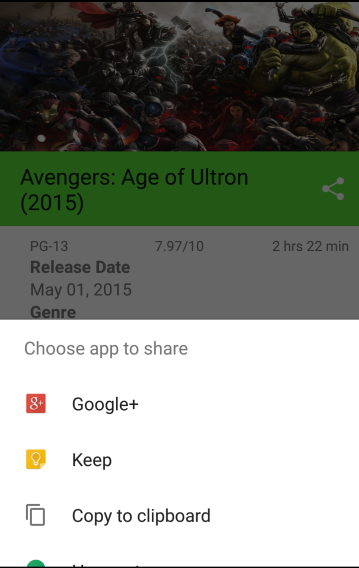 Avengers: Age of Ultron
(2015)
PG-13 7.97/10 2 hrs 22 min
Release Date
May 01, 2015
Genre
Choose app to share
Google+
Keep
Copy to clipboard